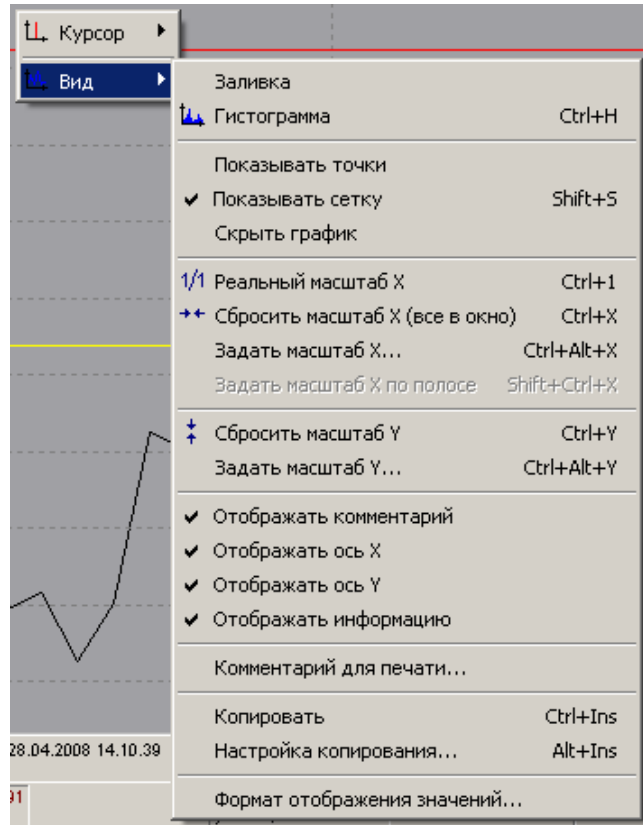 Курсор
Вид
Заливка
Гистограмма Ctrl+H
Показывать точки
Показывать сетку Shift+S
Скрыть график
1/1 Реальный масштаб X Ctrl+1
Сбросить масштаб X (все в окно) Ctrl+X
Задать масштаб X... Ctrl+Alt+X
Задать масштаб X по полосе Shift+Ctrl+X
Сбросить масштаб Y Ctrl+Y
Задать масштаб Y... Ctrl+Alt+Y
Отображать комментарий
Отображать ось X
Отображать ось Y
Отображать информацию
Комментарий для печати...
Копировать Ctrl+Ins
28.04.2008 14.10.39
Настройка копирования... Alt+Ins
91
Формат отображения значений...